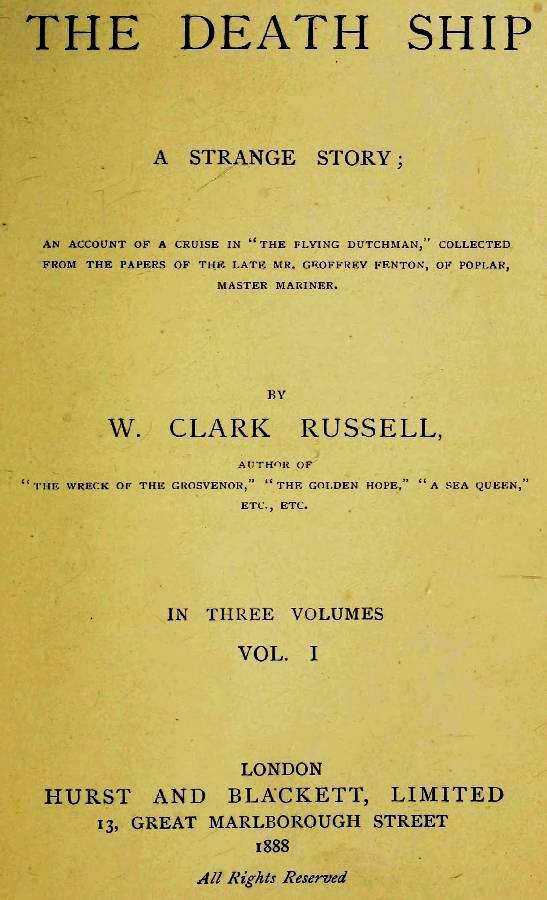 THE DEATH SHIP
A STRANGE STORY;
AN ACCOUNT OF A CRUISE IN "THE FLYING DUTCHMAN," COLLECTED
FROM THE PAPERS OF THE LATE MR. GEOFFREY FENTON, OF POPLAR,
MASTER MARINER.
BY
W. CLARK RUSSELL,
AUTHOR OF
"THE WRECK OF THE GROSVENOR," "THE GOLDEN HOPE," "A SEA QUEEN,"
ETC., ETC.
IN THREE VOLUMES
VOL. I
LONDON
HURST AND BLACKETT, LIMITED
13, GREAT MARLBOROUGH STREET
1888
All Rights Reserved